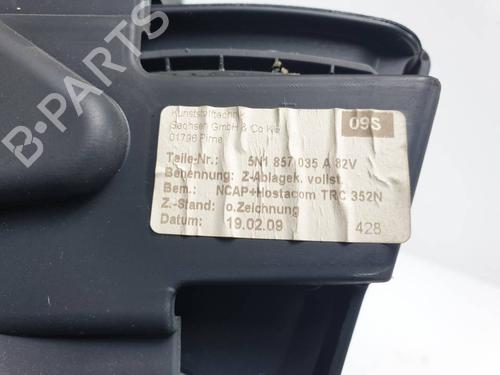 B-PARTS
Kunststofftechnik
Sachsen GmbH & Co KG
01796 Pirna
09S
Teile-Nr.: 5N1 857 035 A 82V
Benennung: Z-Ablagek. vollst.
Bem.: NCAP+Hostacom TRC 352N
Z.-Stand: o.Zeichnung
Datum: 19.02.09
428